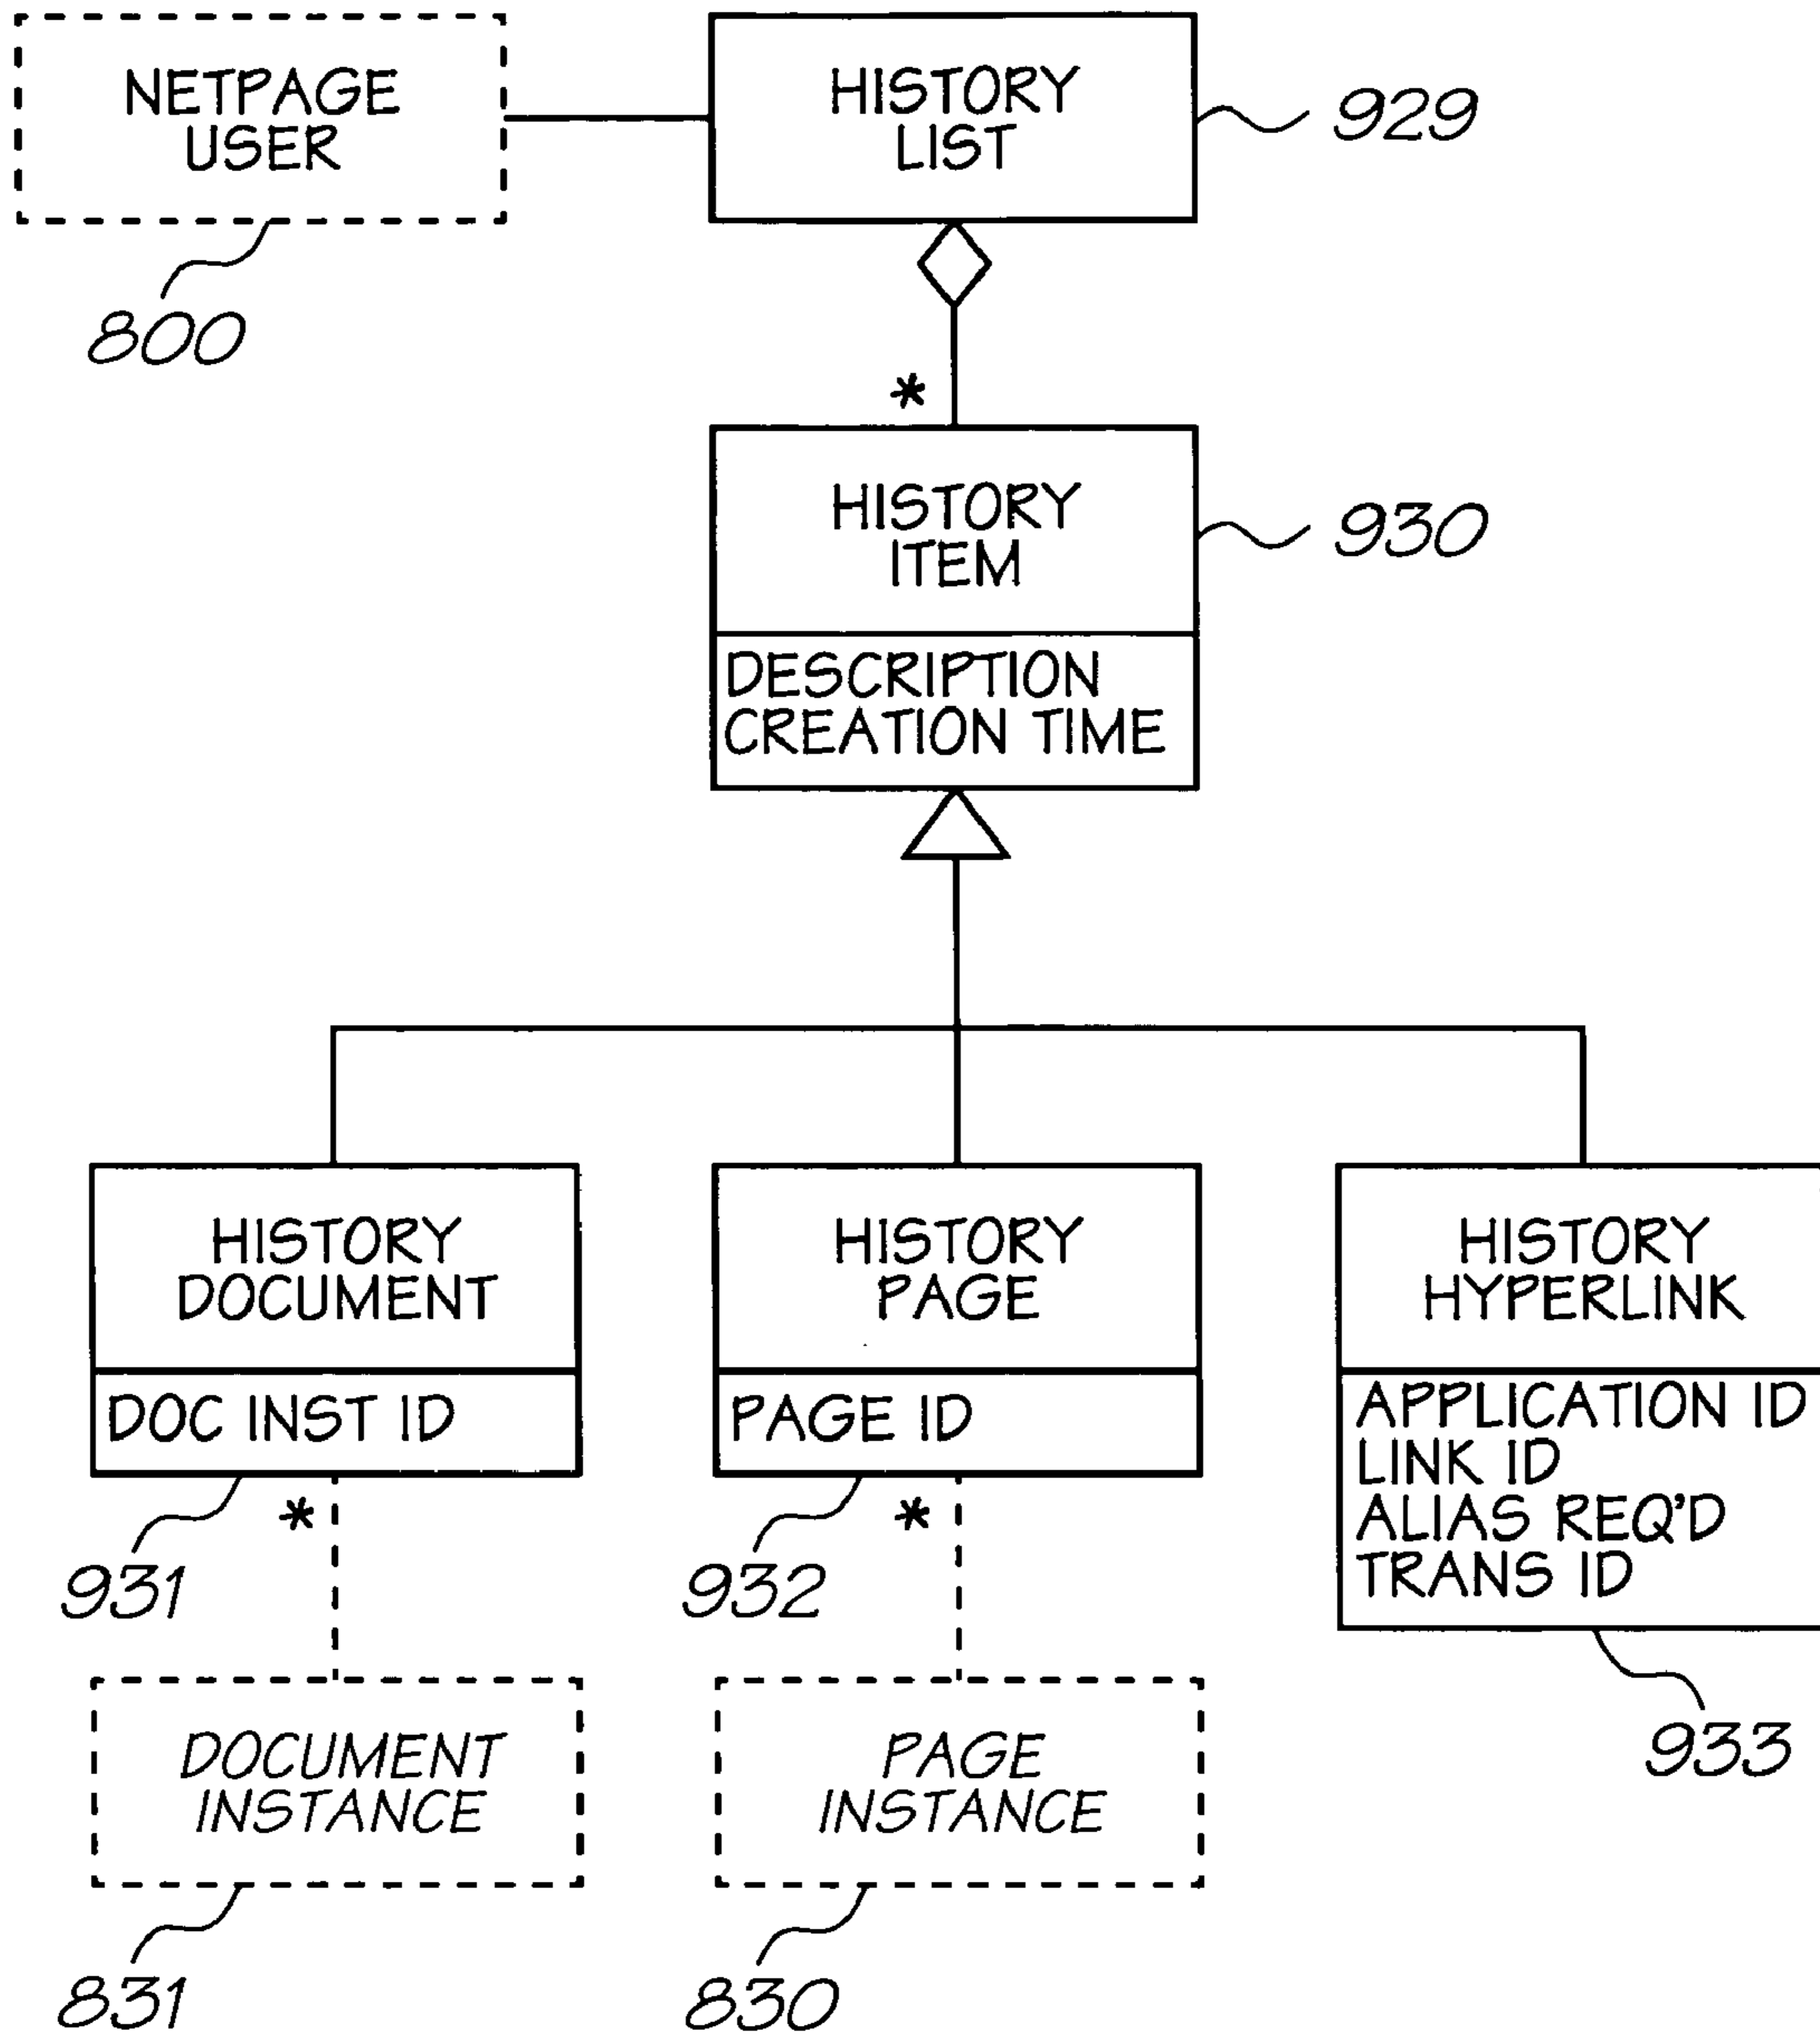 NETPAGE
USER
800
HISTORY
LIST
929
*
HISTORY
ITEM
930
DESCRIPTION
CREATION TIME
HISTORY
DOCUMENT
DOC INST ID
931
*
HISTORY
PAGE
PAGE ID
932
*
HISTORY
HYPERLINK
APPLICATION ID
LINK ID
ALIAS REQ'D
TRANS ID
933
DOCUMENT
INSTANCE
831
PAGE
INSTANCE
830